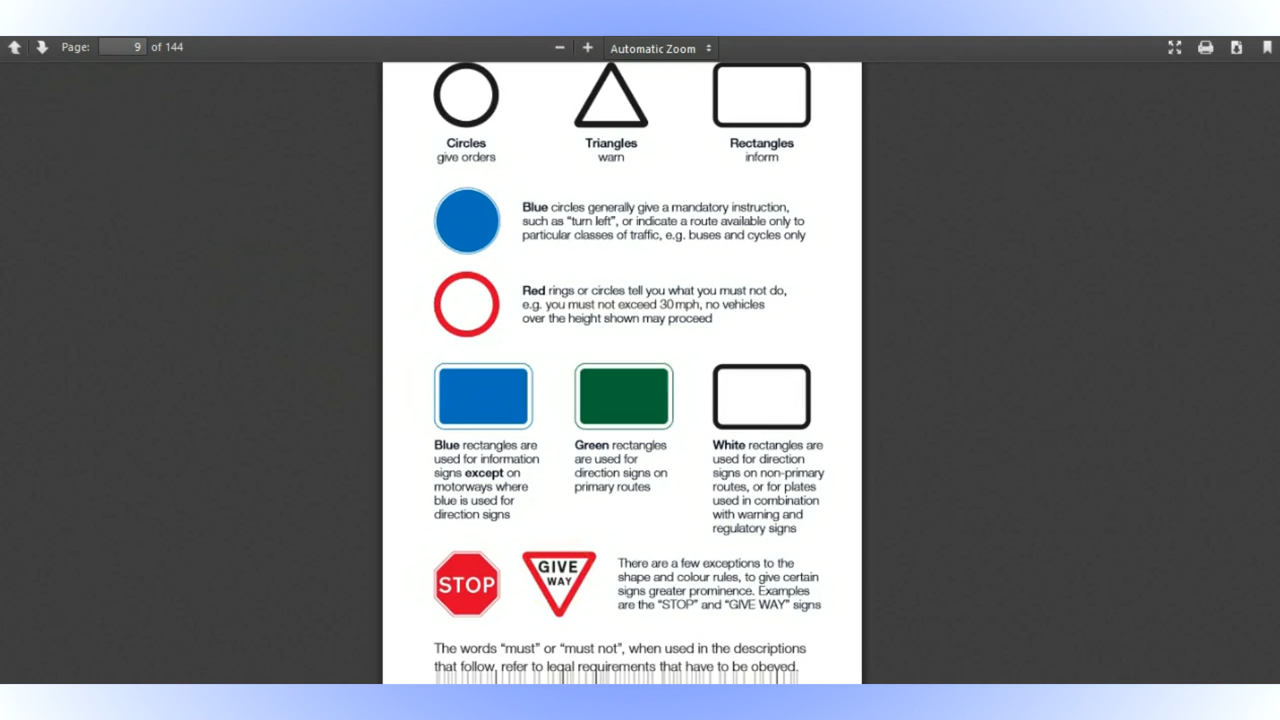 Page: 9 of 144 Automatic Zoom
Circles
give orders
Triangles
warn
Rectangles
inform
Blue circles generally give a mandatory instruction,
such as “turn left”, or indicate a route available only to
particular classes of traffic, e.g. buses and cycles only
Red rings or circles tell you what you must not do,
e.g. you must not exceed 30 mph, no vehicles
over the height shown may proceed
Blue rectangles are
used for information
signs except on
motorways where
blue is used for
direction signs
Green rectangles
are used for
direction signs on
primary routes
White rectangles are
used for direction
signs on non-primary
routes, or for plates
used in combination
with warning and
regulatory signs
STOP
GIVE
WAY
There are a few exceptions to the
shape and colour rules, to give certain
signs greater prominence. Examples
are the “STOP” and “GIVE WAY” signs
The words “must” or “must not”, when used in the descriptions
that follow, refer to legal requirements that have to be obeyed.